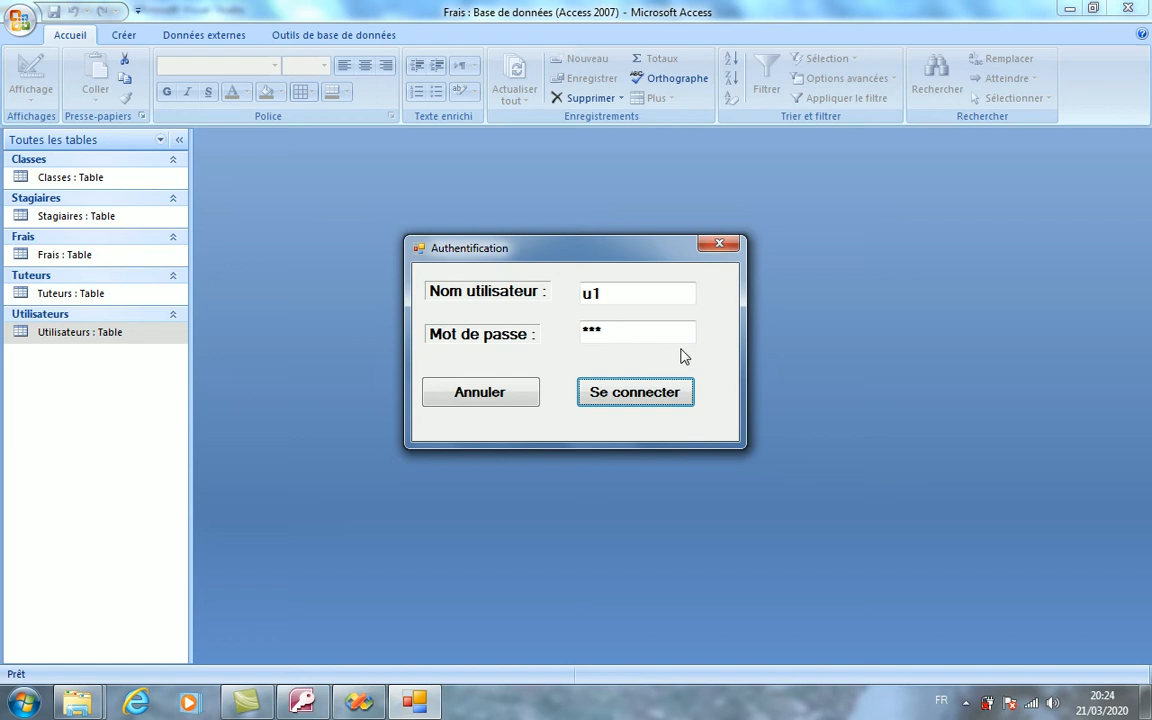 Frais : Base de données (Access 2007) - Microsoft Access
Accueil Créer Données externes Outils de base de données
Affichage Coller
Affichages Presse-papiers
G I S A
Police
Texte enrichi
Actualiser tout
Nouveau
Enregistrer
Supprimer
Totaux
Orthographe
Plus
Enregistrements
Filtrer
Sélection
Options avancées
Appliquer le filtre
Trier et filtrer
Rechercher
Remplacer
Atteindre
Sélectionner
Rechercher
Toutes les tables
Classes
Classes : Table
Stagiaires
Stagiaires : Table
Frais
Frais : Table
Tuteurs
Tuteurs : Table
Utilisateurs
Utilisateurs : Table
Authentification
Nom utilisateur : u1
Mot de passe : ***
Annuler Se connecter
Prêt
FR 20:24
21/03/2020